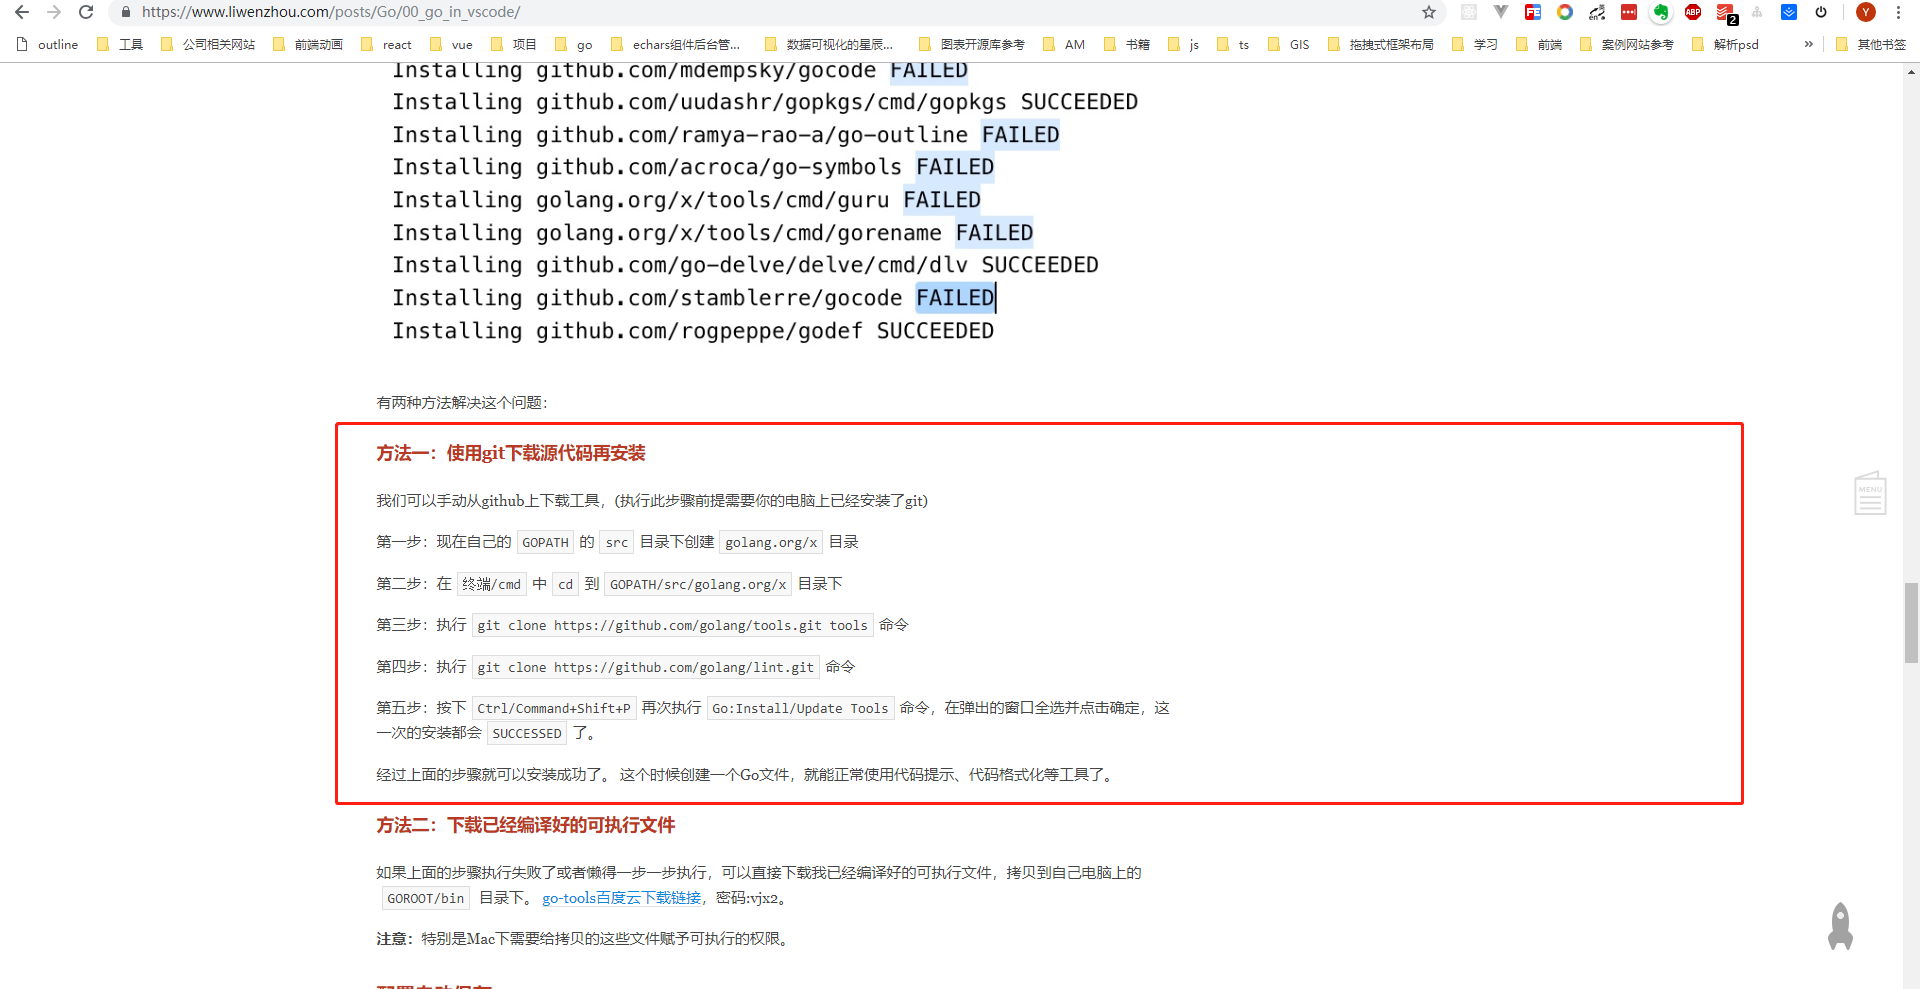 https://www.liwenzhou.com/posts/Go/00_go_in_vscode/
outline 工具 公司相关网站 前端动画 react vue 项目 go echars组件后台管... 数据可视化的星辰... 图表开源库参考 AM 书籍 js ts GIS 拖拽式框架布局 学习 前端 案例网站参考 解析psd » 其他书签
Installing github.com/mdempsky/gocode FAILED
Installing github.com/uudashr/gopkgs/cmd/gopkgs SUCCEEDED
Installing github.com/ramya-rao-a/go-outline FAILED
Installing github.com/acroca/go-symbols FAILED
Installing golang.org/x/tools/cmd/guru FAILED
Installing golang.org/x/tools/cmd/gorename FAILED
Installing github.com/go-delve/delve/cmd/dlv SUCCEEDED
Installing github.com/stamblerre/gocode FAILED
Installing github.com/rogpeppe/godef SUCCEEDED
有两种方法解决这个问题：
方法一：使用git下载源代码再安装
我们可以手动从github上下载工具，(执行此步骤前提需要你的电脑上已经安装了git)
MENU
第一步：现在自己的 GOPATH 的 src 目录下创建 golang.org/x 目录
第二步：在 终端/cmd 中 cd 到 GOPATH/src/golang.org/x 目录下
第三步：执行 git clone https://github.com/golang/tools.git tools 命令
第四步：执行 git clone https://github.com/golang/lint.git 命令
第五步：按下 Ctrl/Command+Shift+P 再次执行 Go:Install/Update Tools 命令，在弹出的窗口全选并点击确定，这
一次的安装都会 SUCCESSED 了。
经过上面的步骤就可以安装成功了。 这个时候创建一个Go文件，就能正常使用代码提示、代码格式化等工具了。
方法二：下载已经编译好的可执行文件
如果上面的步骤执行失败了或者懒得一步一步执行，可以直接下载我已经编译好的可执行文件，拷贝到自己电脑上的
GOROOT/bin 目录下。 go-tools百度云下载链接，密码:vjx2。
注意：特别是Mac下需要给拷贝的这些文件赋予可执行的权限。